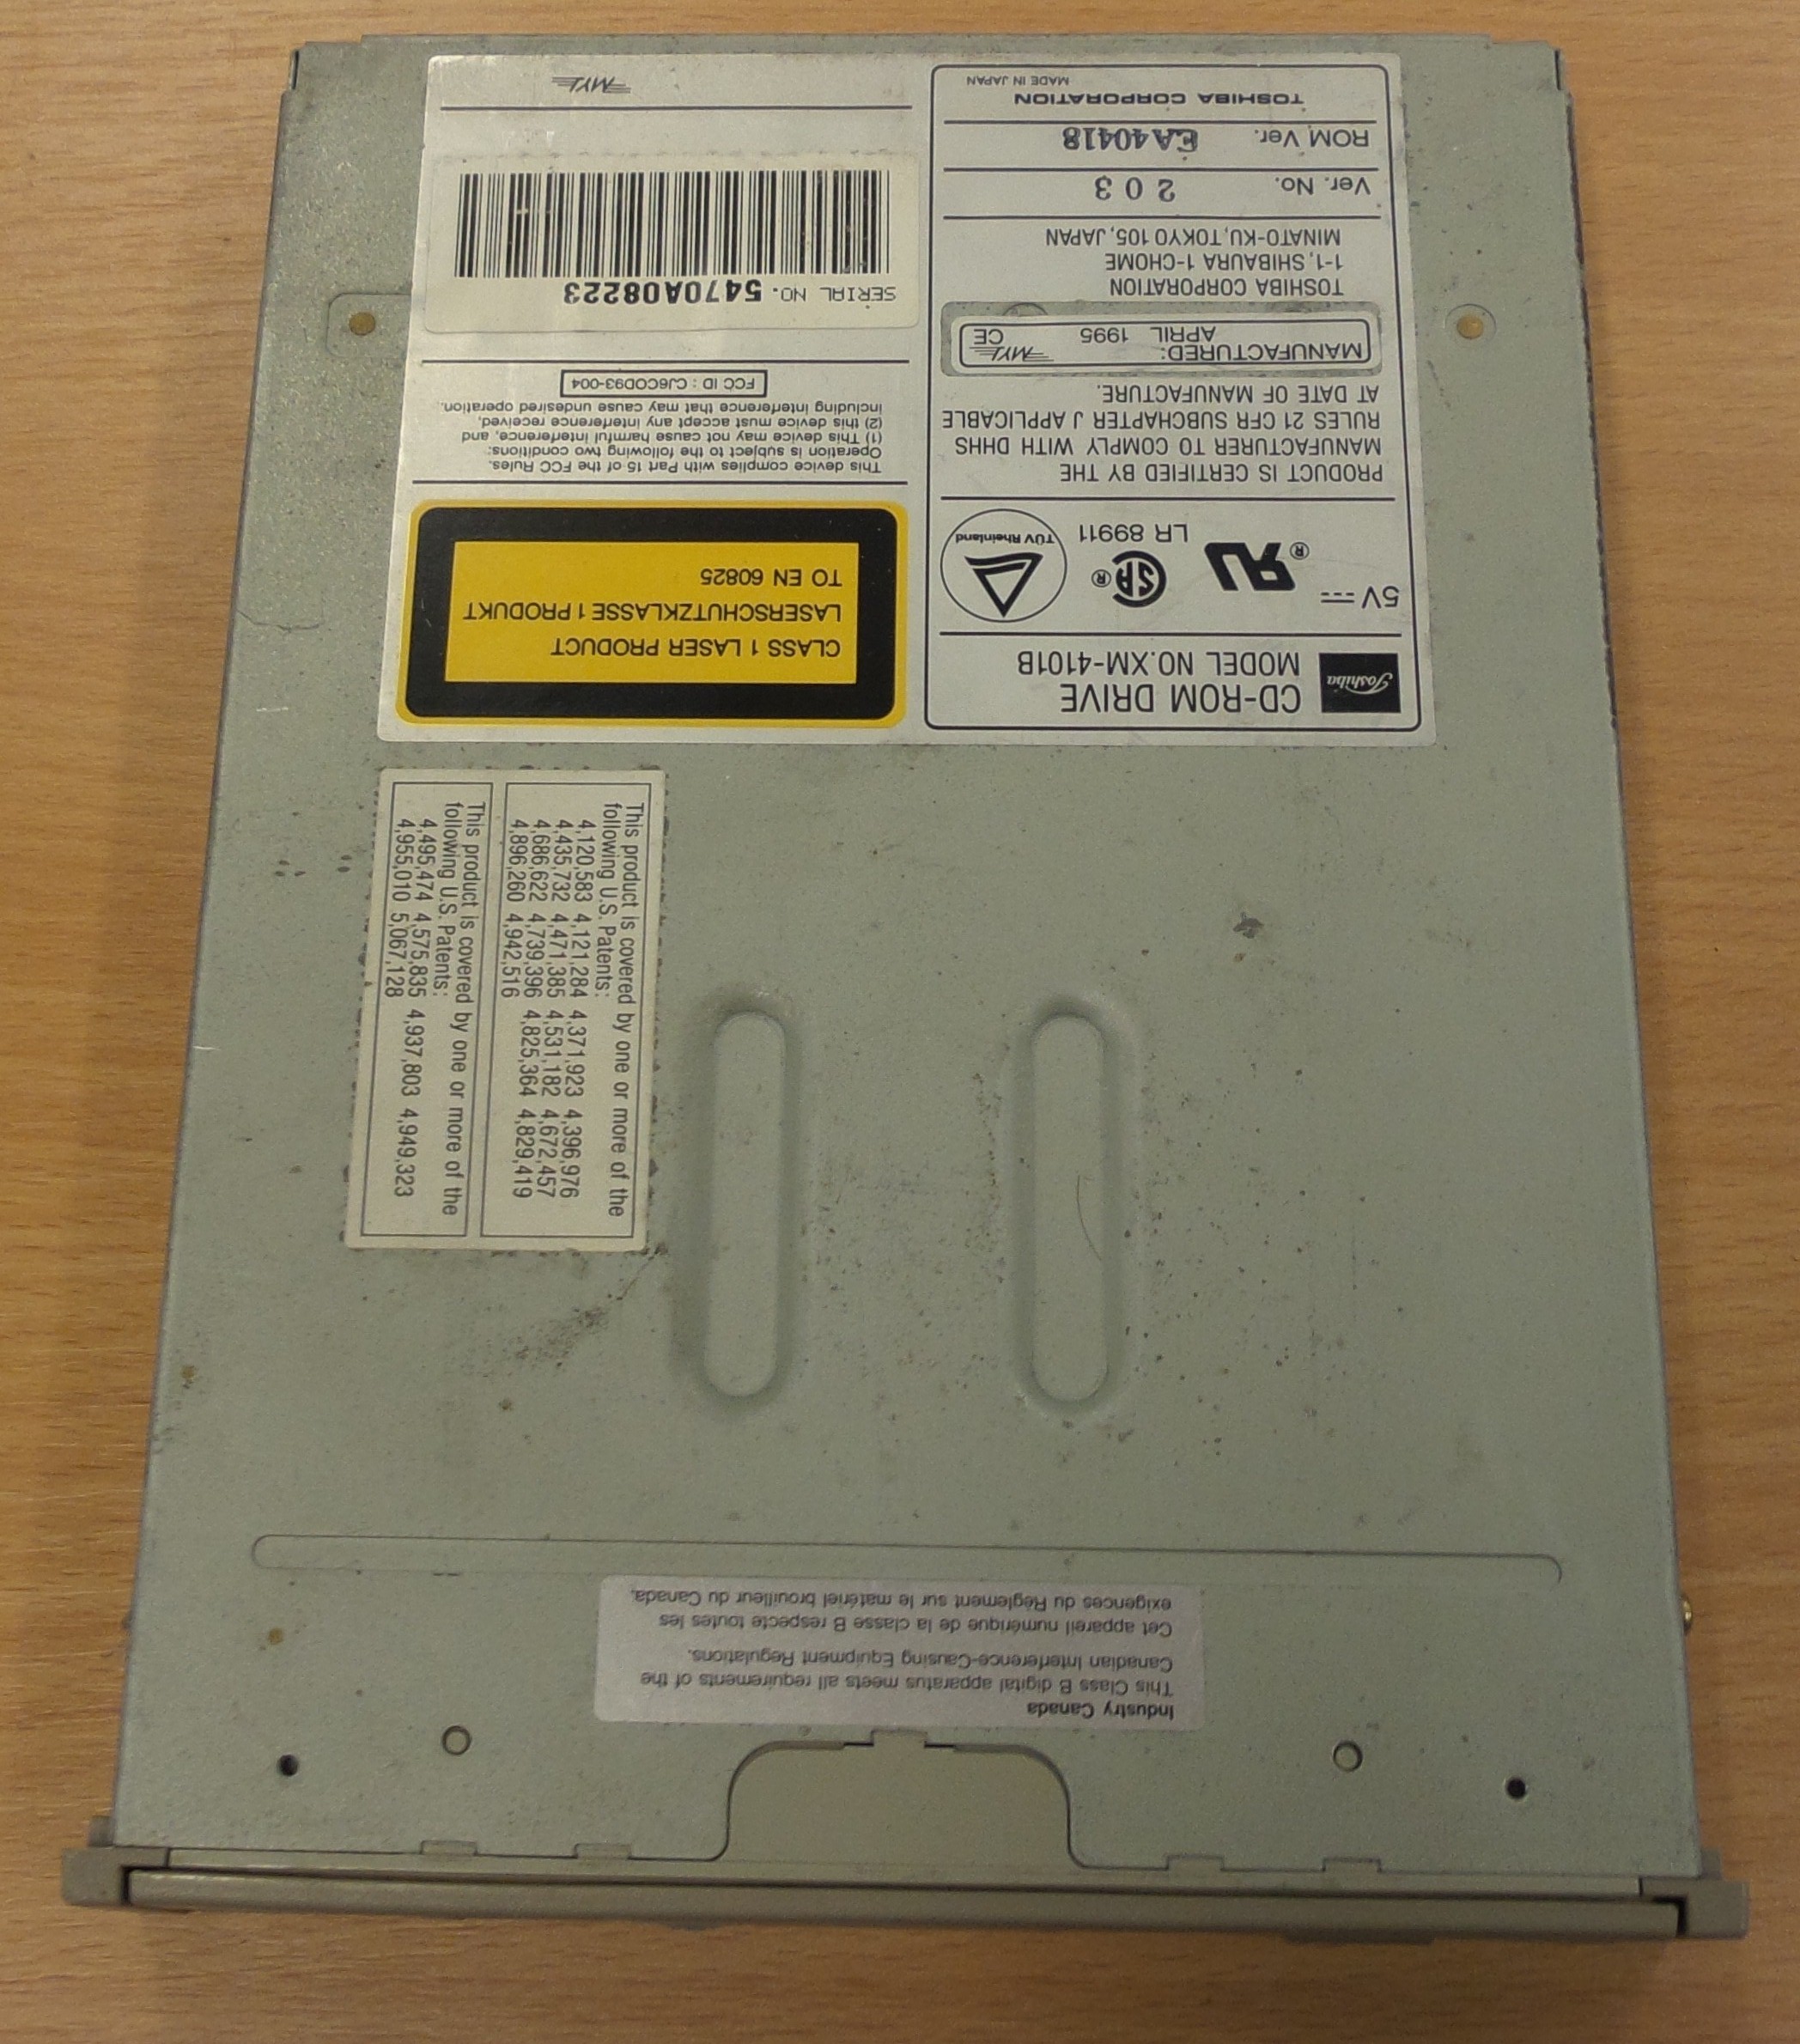 Toshiba
CD-ROM DRIVE
MODEL NO.XM-4101B
5V
LR 89911
TÜV Rheinland
PRODUCT IS CERTIFIED BY THE
MANUFACTURER TO COMPLY WITH DHHS
RULES 21 CFR SUBCHAPTER J APPLICABLE
AT DATE OF MANUFACTURE.
MANUFACTURED:
APRIL 1995 MYL CE
TOSHIBA CORPORATION
1-1, SHIBAURA 1-CHOME
MINATO-KU,TOKYO 105, JAPAN
Ver. No. 203
ROM Ver. EA40418
TOSHIBA CORPORATION
MADE IN JAPAN
CLASS 1 LASER PRODUCT
LASERSCHUTZKLASSE 1 PRODUKT
TO EN 60825
This device complies with Part 15 of the FCC Rules.
Operation is subject to the following two conditions:
(1) This device may not cause harmful interference, and
(2) this device must accept any interference received,
including interference that may cause undesired operation.
FCC ID : CJ6COD93-004
SERIAL NO. 5470A08223
MYL
This product is covered by one or more of the
following U.S. Patents:
4,120,583 4,121,284 4,371,923 4,396,976
4,435,732 4,471,385 4,531,182 4,672,457
4,686,622 4,739,396 4,825,364 4,829,419
4,896,260 4,942,516
This product is covered by one or more of the
following U.S. Patents:
4,495,474 4,575,835 4,937,803 4,949,323
4,955,010 5,067,128
Industry Canada
This Class B digital apparatus meets all requirements of the
Canadian Interference-Causing Equipment Regulations.
Cet appareil numérique de la classe B respecte toutes les
exigences du Règlement sur le matériel brouilleur du Canada.